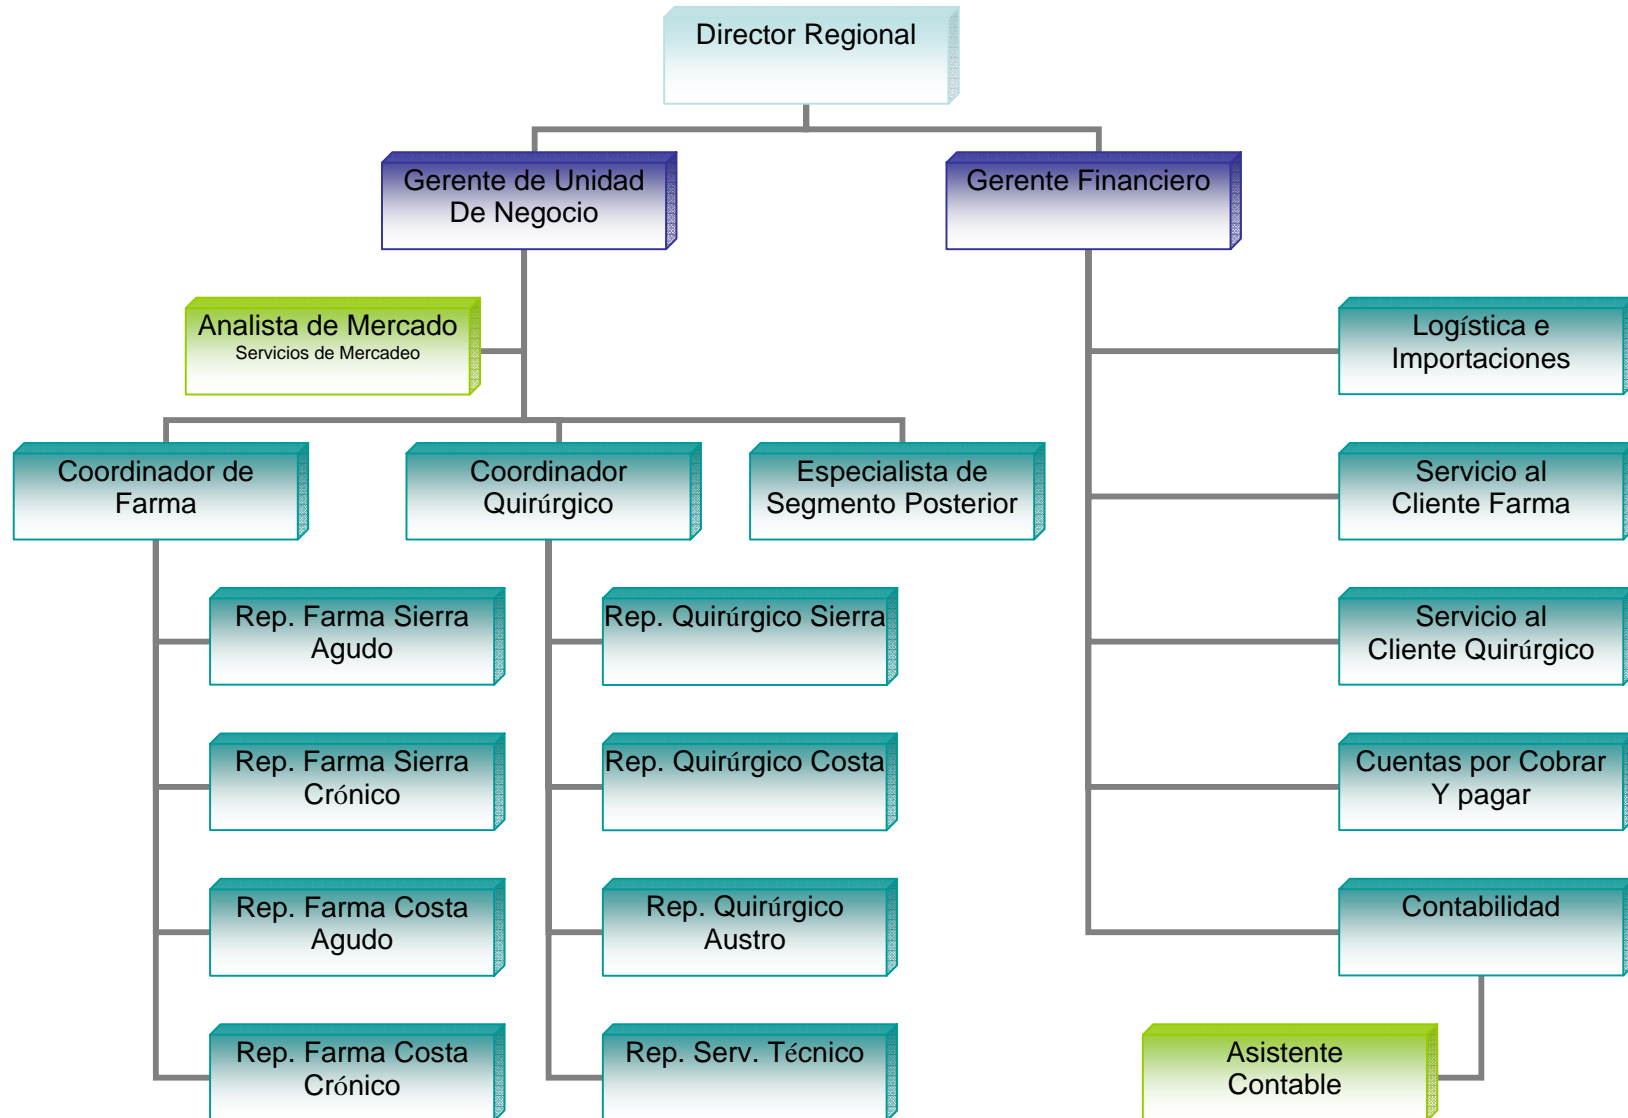 Director Regional
Gerente de Unidad
De Negocio
Gerente Financiero
Analista de Mercado
Servicios de Mercadeo
Logística e
Importaciones
Coordinador de
Farma
Coordinador
Quirúrgico
Especialista de
Segmento Posterior
Servicio al
Cliente Farma
Rep. Farma Sierra
Agudo
Rep. Quirúrgico Sierra
Servicio al
Cliente Quirúrgico
Rep. Farma Sierra
Crónico
Rep. Quirúrgico Costa
Cuentas por Cobrar
Y pagar
Rep. Farma Costa
Agudo
Rep. Quirúrgico
Austro
Contabilidad
Rep. Farma Costa
Crónico
Rep. Serv. Técnico
Asistente
Contable